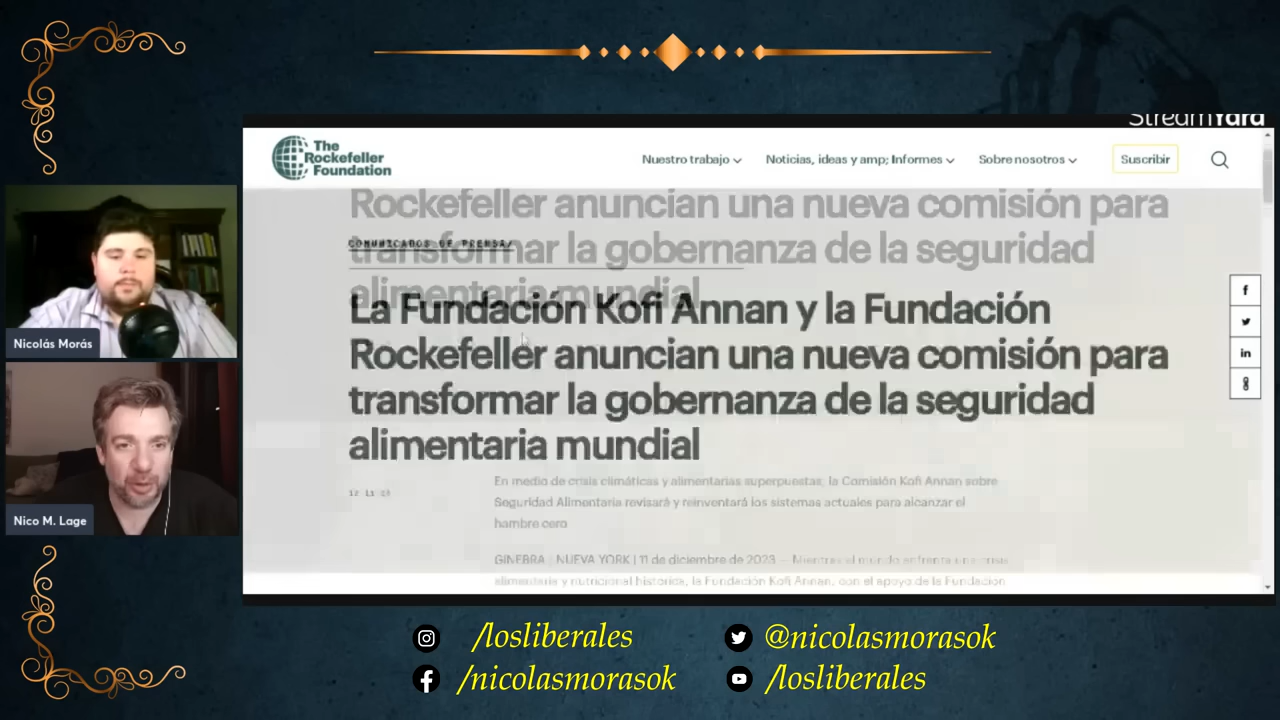 StreamYard
The
Rockefeller
Foundation
Nuestro trabajo
Noticias, ideas y amp; Informes
Sobre nosotros
Suscribir
Rockefeller anuncian una nueva comisión para
transformar la gobernanza de la seguridad
alimentaria mundial
COMUNICADOS DE PRENSA/
La Fundación Kofi Annan y la Fundación
Rockefeller anuncian una nueva comisión para
transformar la gobernanza de la seguridad
alimentaria mundial
12 11 23
En medio de crisis climáticas y alimentarias superpuestas, la Comisión Kofi Annan sobre
Seguridad Alimentaria revisará y reinventará los sistemas actuales para alcanzar el
hambre cero
GINEBRA | NUEVA YORK | 11 de diciembre de 2023 — Mientras el mundo enfrenta una crisis
alimentaria y nutricional histórica, la Fundación Kofi Annan, con el apoyo de la Fundación
Nicolás Morás
Nico M. Lage
/losliberales
@nicolasmorasok
/nicolasmorasok
/losliberales